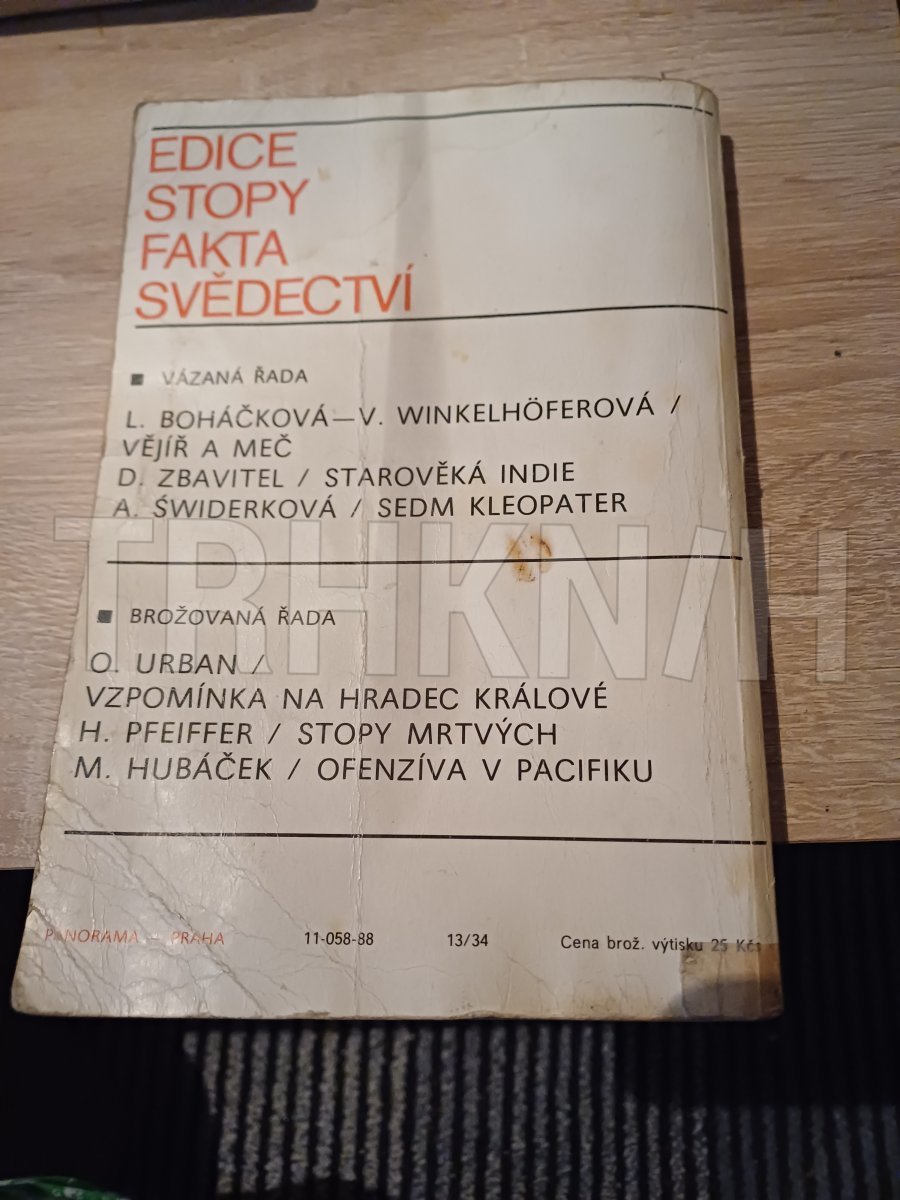 EDICE
STOPY
FAKTA
SVĚDECTVÍ
VÁZANÁ ŘADA
L. BOHÁČKOVÁ—V. WINKELHÖFEROVÁ /
VĚJÍŘ A MEČ
D. ZBAVITEL / STAROVĚKÁ INDIE
A. ŚWIDERKOVÁ / SEDM KLEOPATER
TRHKNIH
BROŽOVANÁ ŘADA
O. URBAN /
VZPOMÍNKA NA HRADEC KRÁLOVÉ
H. PFEIFFER / STOPY MRTVÝCH
M. HUBÁČEK / OFENZÍVA V PACIFIKU
PANORAMA – PRAHA 11-058-88 13/34 Cena brož. výtisku 25 Kčs